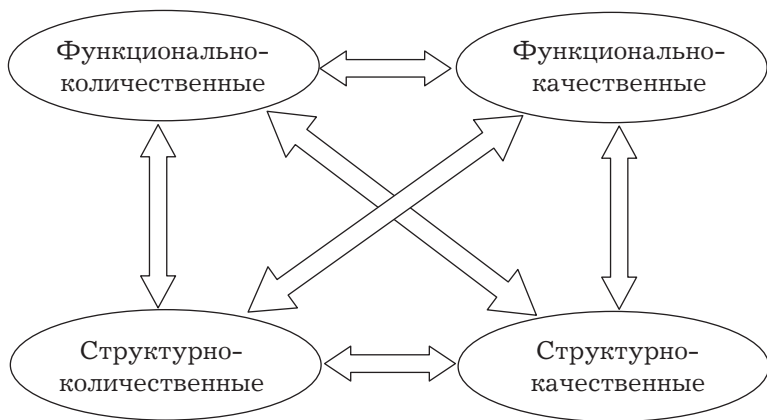 Функционально-
количественные
Функционально-
качественные
Структурно-
количественные
Структурно-
качественные